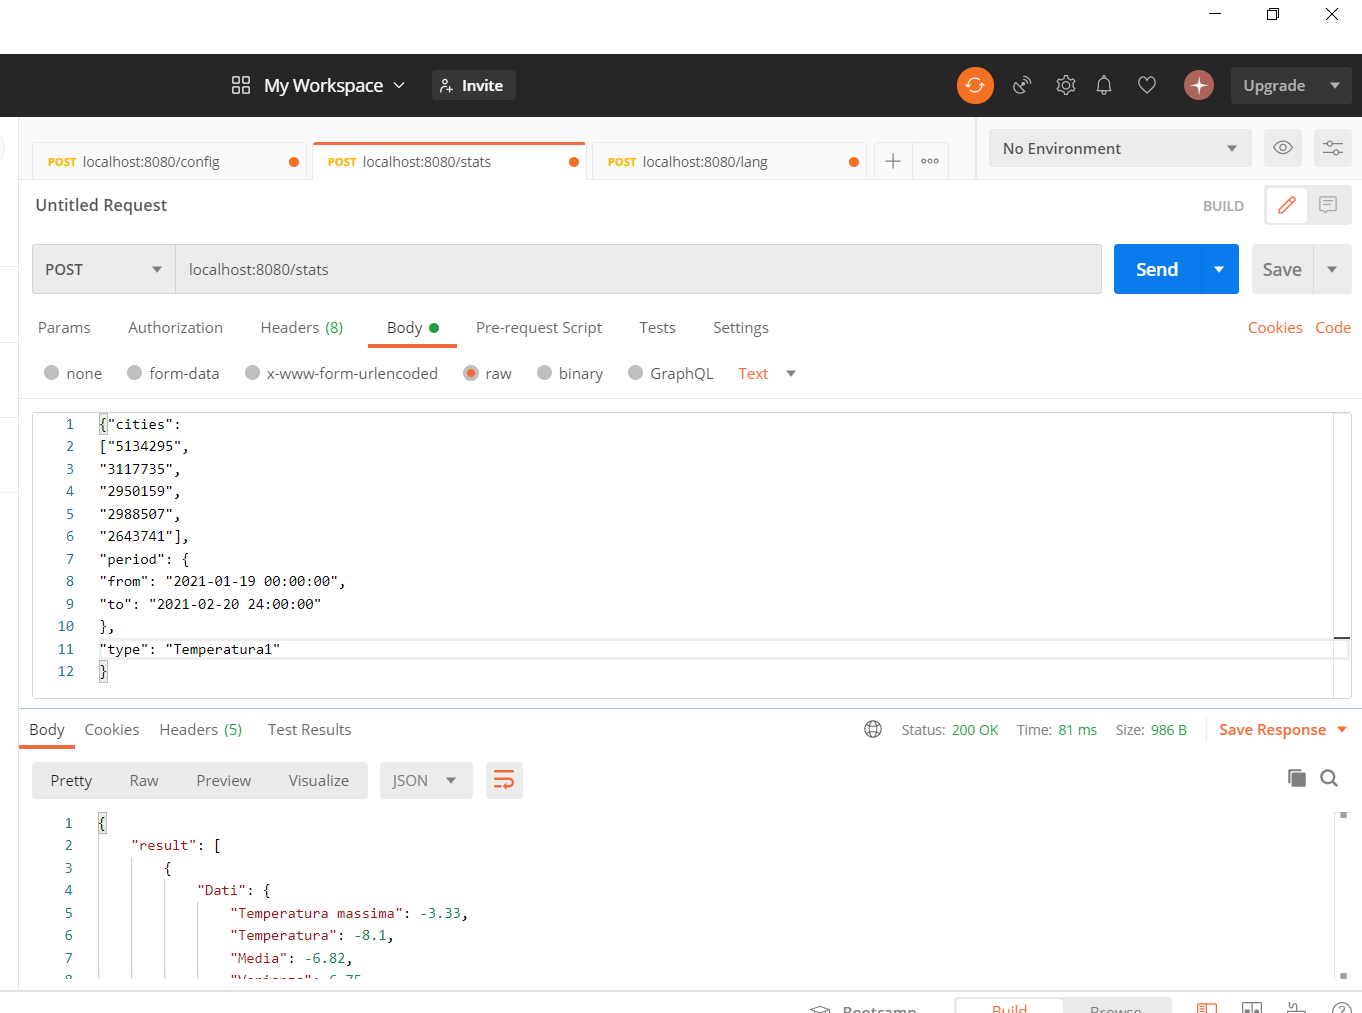 My Workspace Invite Upgrade
POST localhost:8080/config POST localhost:8080/stats POST localhost:8080/lang No Environment
Untitled Request BUILD
POST localhost:8080/stats Send Save
Params Authorization Headers (8) Body Pre-request Script Tests Settings Cookies Code
none form-data x-www-form-urlencoded raw binary GraphQL Text
1 {"cities":
2 ["5134295",
3 "3117735",
4 "2950159",
5 "2988507",
6 "2643741"],
7 "period": {
8 "from": "2021-01-19 00:00:00",
9 "to": "2021-02-20 24:00:00"
10 },
11 "type": "Temperatura1"
12 }
Body Cookies Headers (5) Test Results Status: 200 OK Time: 81 ms Size: 986 B Save Response
Pretty Raw Preview Visualize JSON
1 {
2 "result": [
3 {
4 "Dati": {
5 "Temperatura massima": -3.33,
6 "Temperatura": -8.1,
7 "Media": -6.82,
8 "Varianza": 6.75
Bootcamp Build Browse